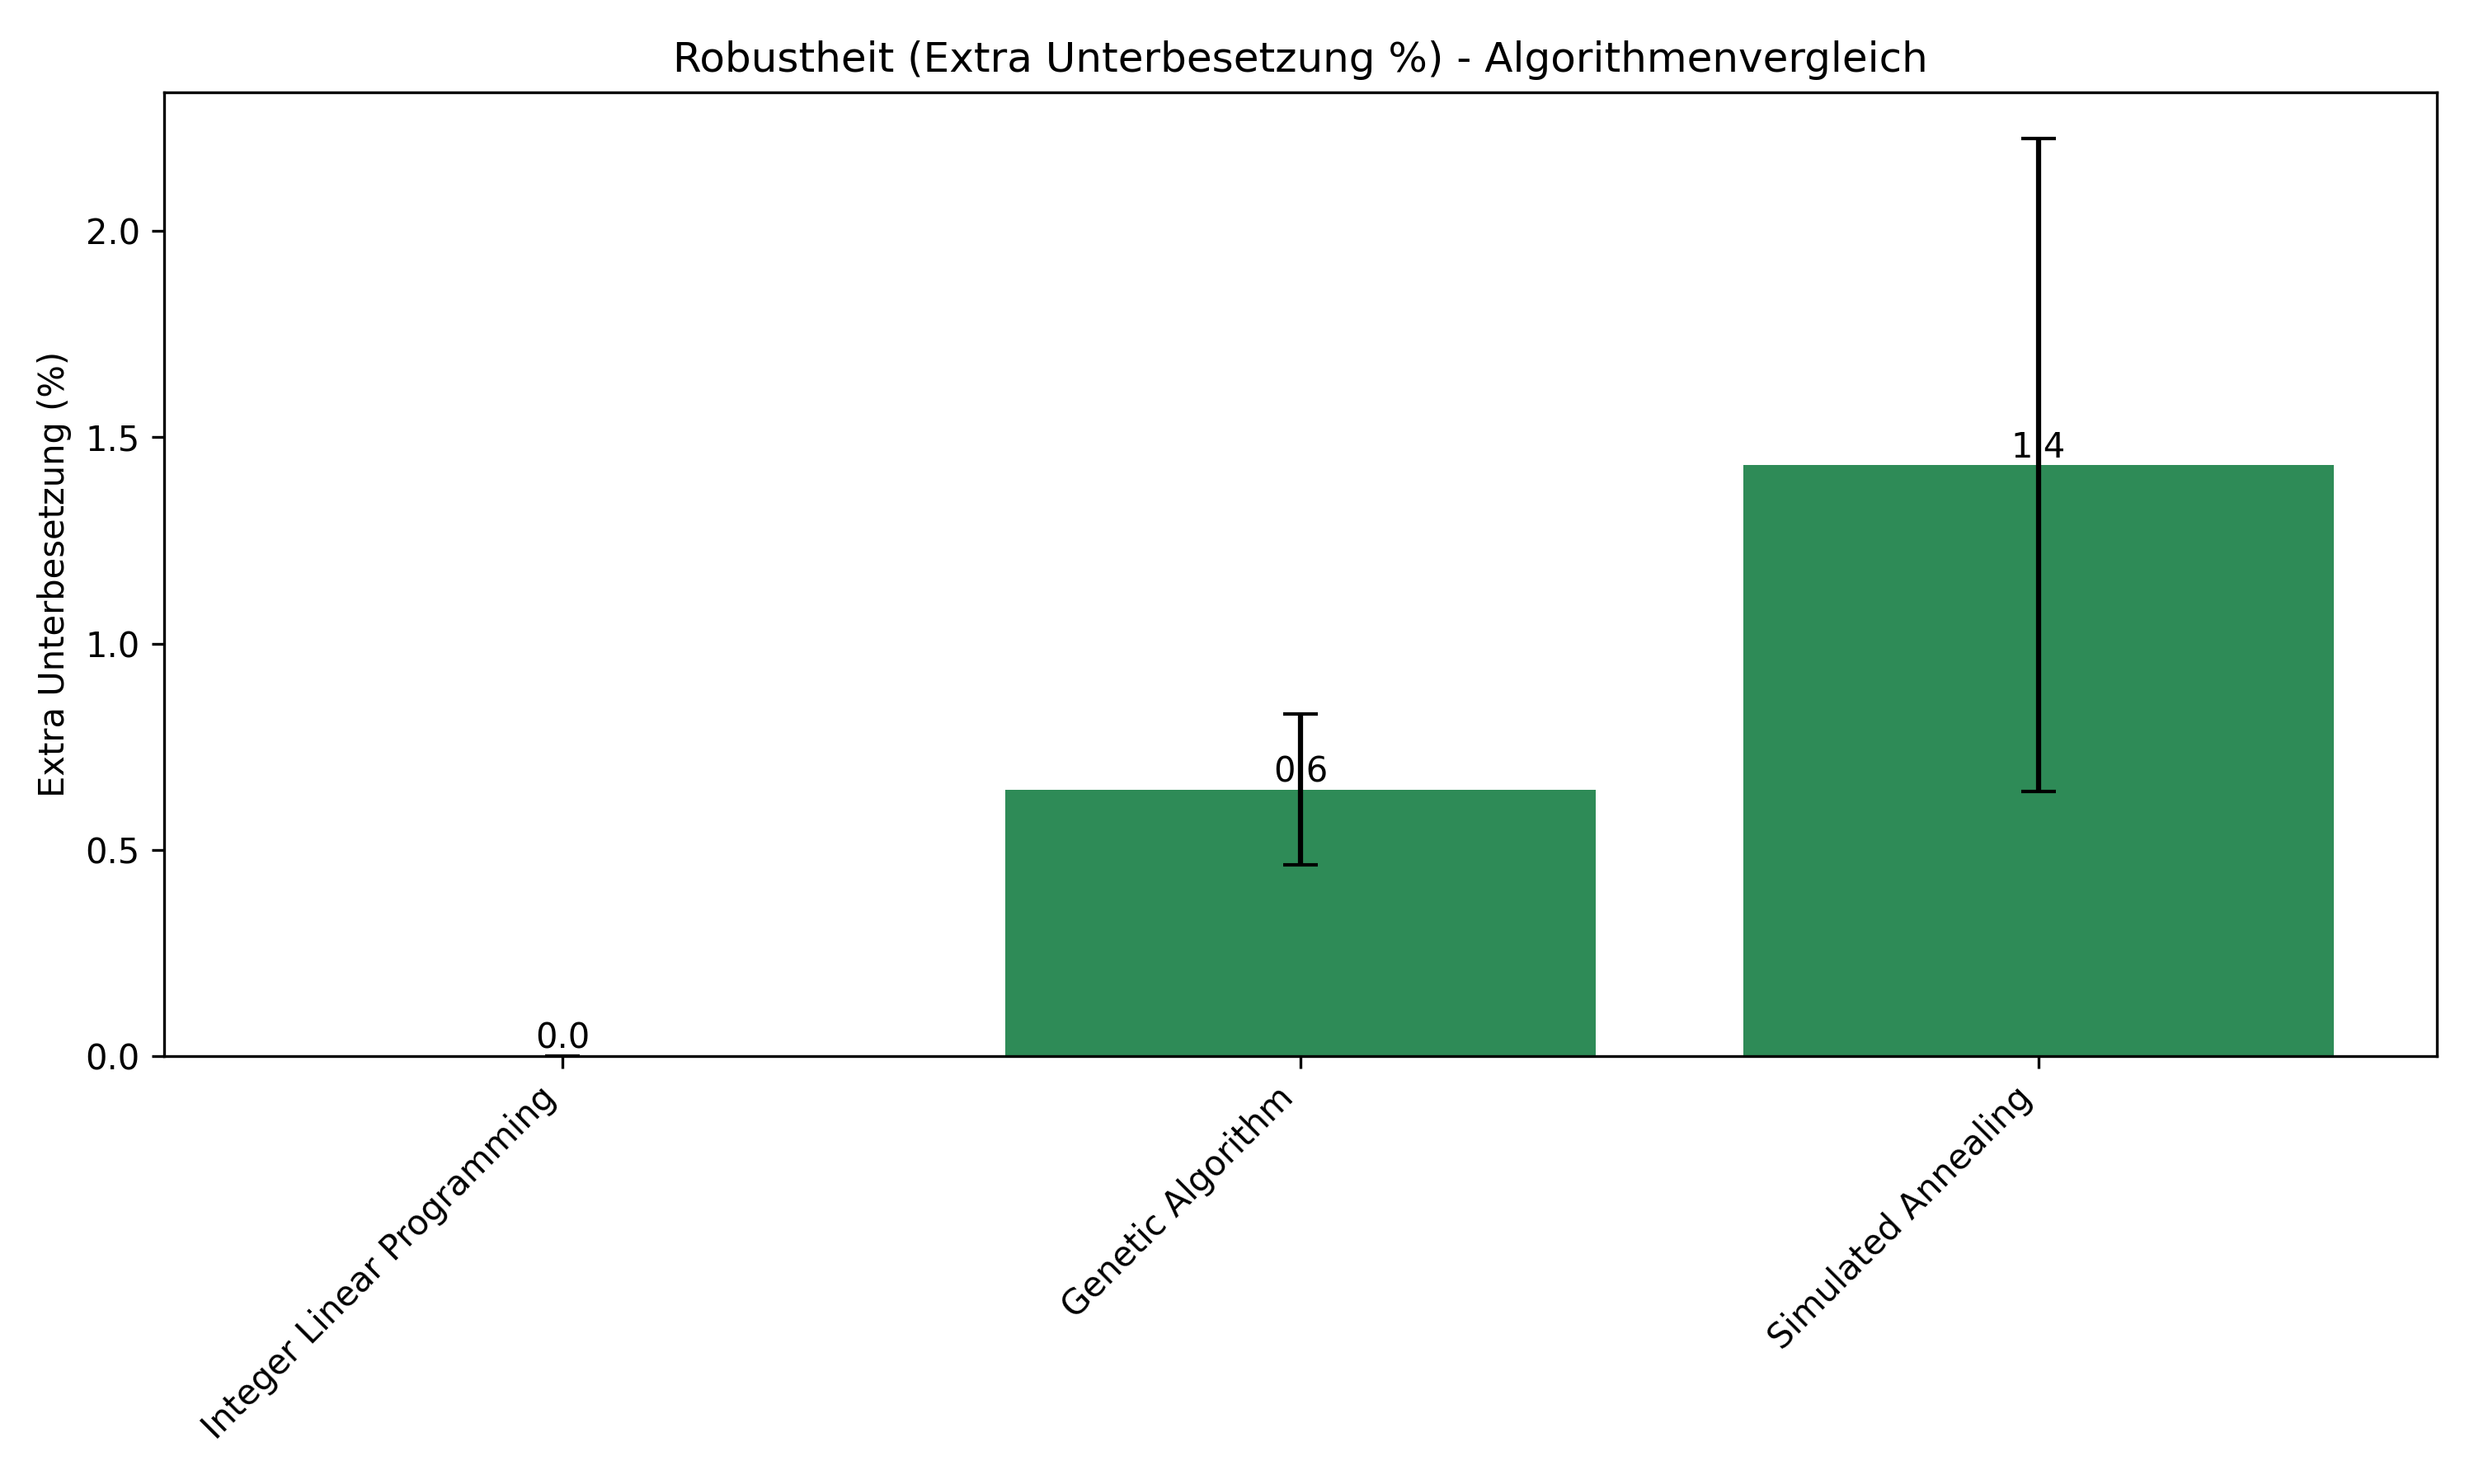 Robustheit (Extra Unterbesetzung %) - Algorithmenvergleich
Extra Unterbesetzung (%)
2.0
1.5
1.0
0.5
0.0
0.0
0.6
1.4
Integer Linear Programming
Genetic Algorithm
Simulated Annealing